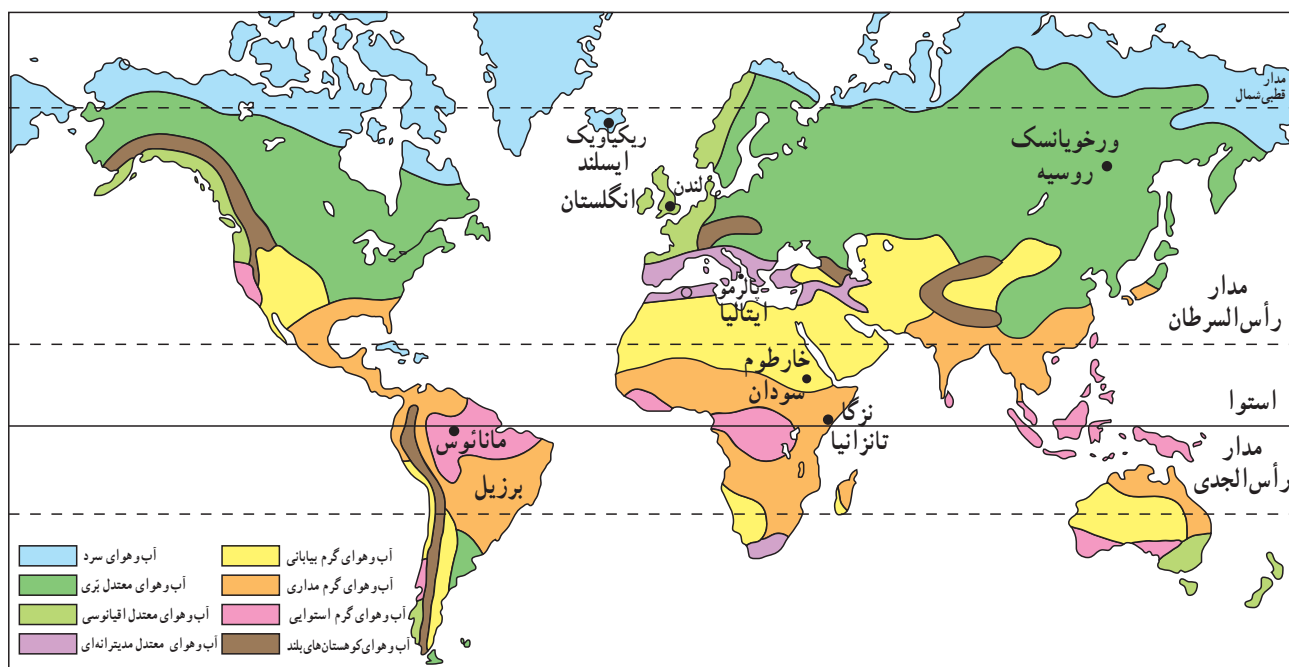 مدار
قطبی‌شمال
ریکیاویک
ایسلند
ورخویانسک
روسیه
لندن
انگلستان
پالرمو
ایتالیا
مدار
رأس‌السرطان
خارطوم
سودان
استوا
نزگا
تانزانیا
مانائوس
برزیل
مدار
رأس‌الجدی
آب‌وهوای گرم بیابانی
آب‌وهوای سرد
آب‌وهوای گرم مداری
آب‌وهوای معتدل بَری
آب‌وهوای گرم استوایی
آب‌وهوای معتدل اقیانوسی
آب‌وهوای کوهستان‌های بلند
آب‌وهوای معتدل مدیترانه‌ای